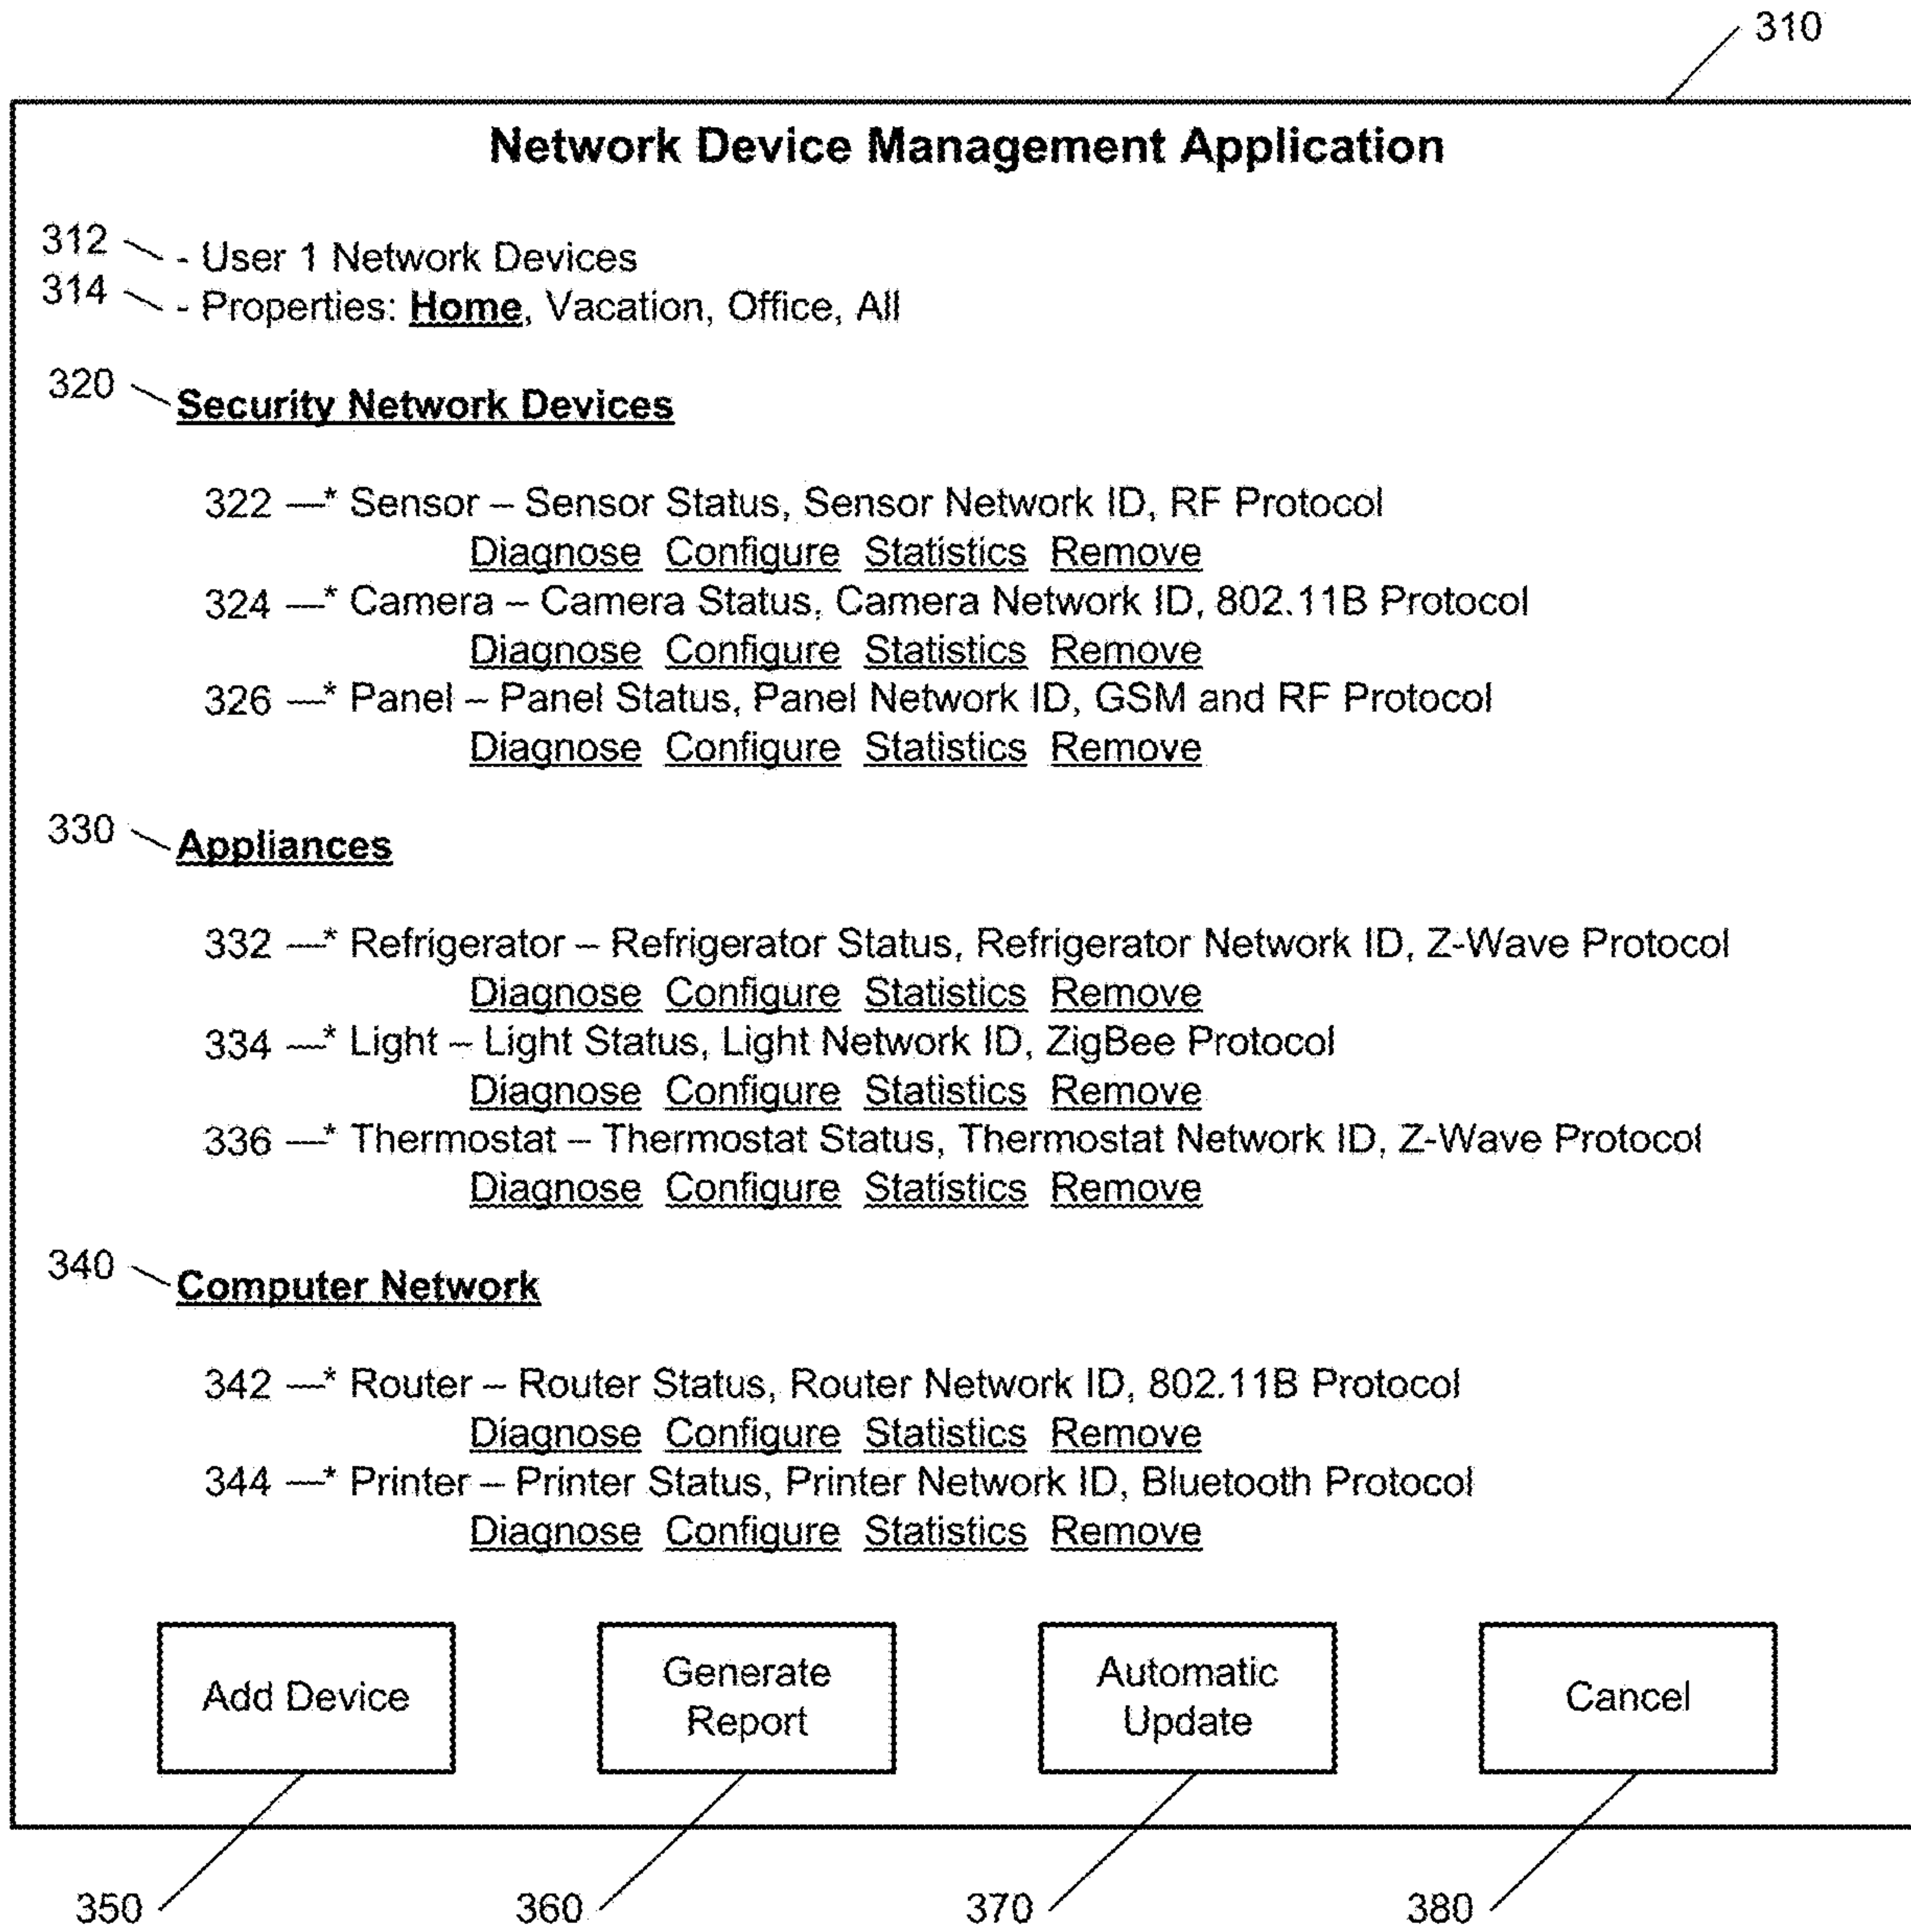 310
Network Device Management Application
312 - User 1 Network Devices
314 - Properties: Home, Vacation, Office, All
320 Security Network Devices
322 —* Sensor – Sensor Status, Sensor Network ID, RF Protocol
Diagnose Configure Statistics Remove
324 —* Camera – Camera Status, Camera Network ID, 802.11B Protocol
Diagnose Configure Statistics Remove
326 —* Panel – Panel Status, Panel Network ID, GSM and RF Protocol
Diagnose Configure Statistics Remove
330 Appliances
332 —* Refrigerator – Refrigerator Status, Refrigerator Network ID, Z-Wave Protocol
Diagnose Configure Statistics Remove
334 —* Light – Light Status, Light Network ID, ZigBee Protocol
Diagnose Configure Statistics Remove
336 —* Thermostat – Thermostat Status, Thermostat Network ID, Z-Wave Protocol
Diagnose Configure Statistics Remove
340 Computer Network
342 —* Router – Router Status, Router Network ID, 802.11B Protocol
Diagnose Configure Statistics Remove
344 —* Printer – Printer Status, Printer Network ID, Bluetooth Protocol
Diagnose Configure Statistics Remove
Add Device
Generate
Report
Automatic
Update
Cancel
350 360 370 380